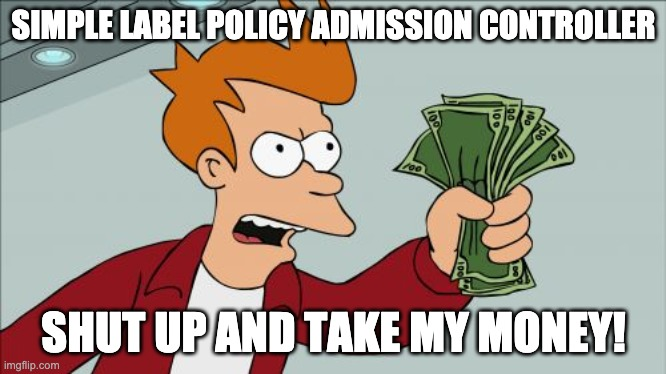 SIMPLE LABEL POLICY ADMISSION CONTROLLER
SHUT UP AND TAKE MY MONEY!
imgflip.com